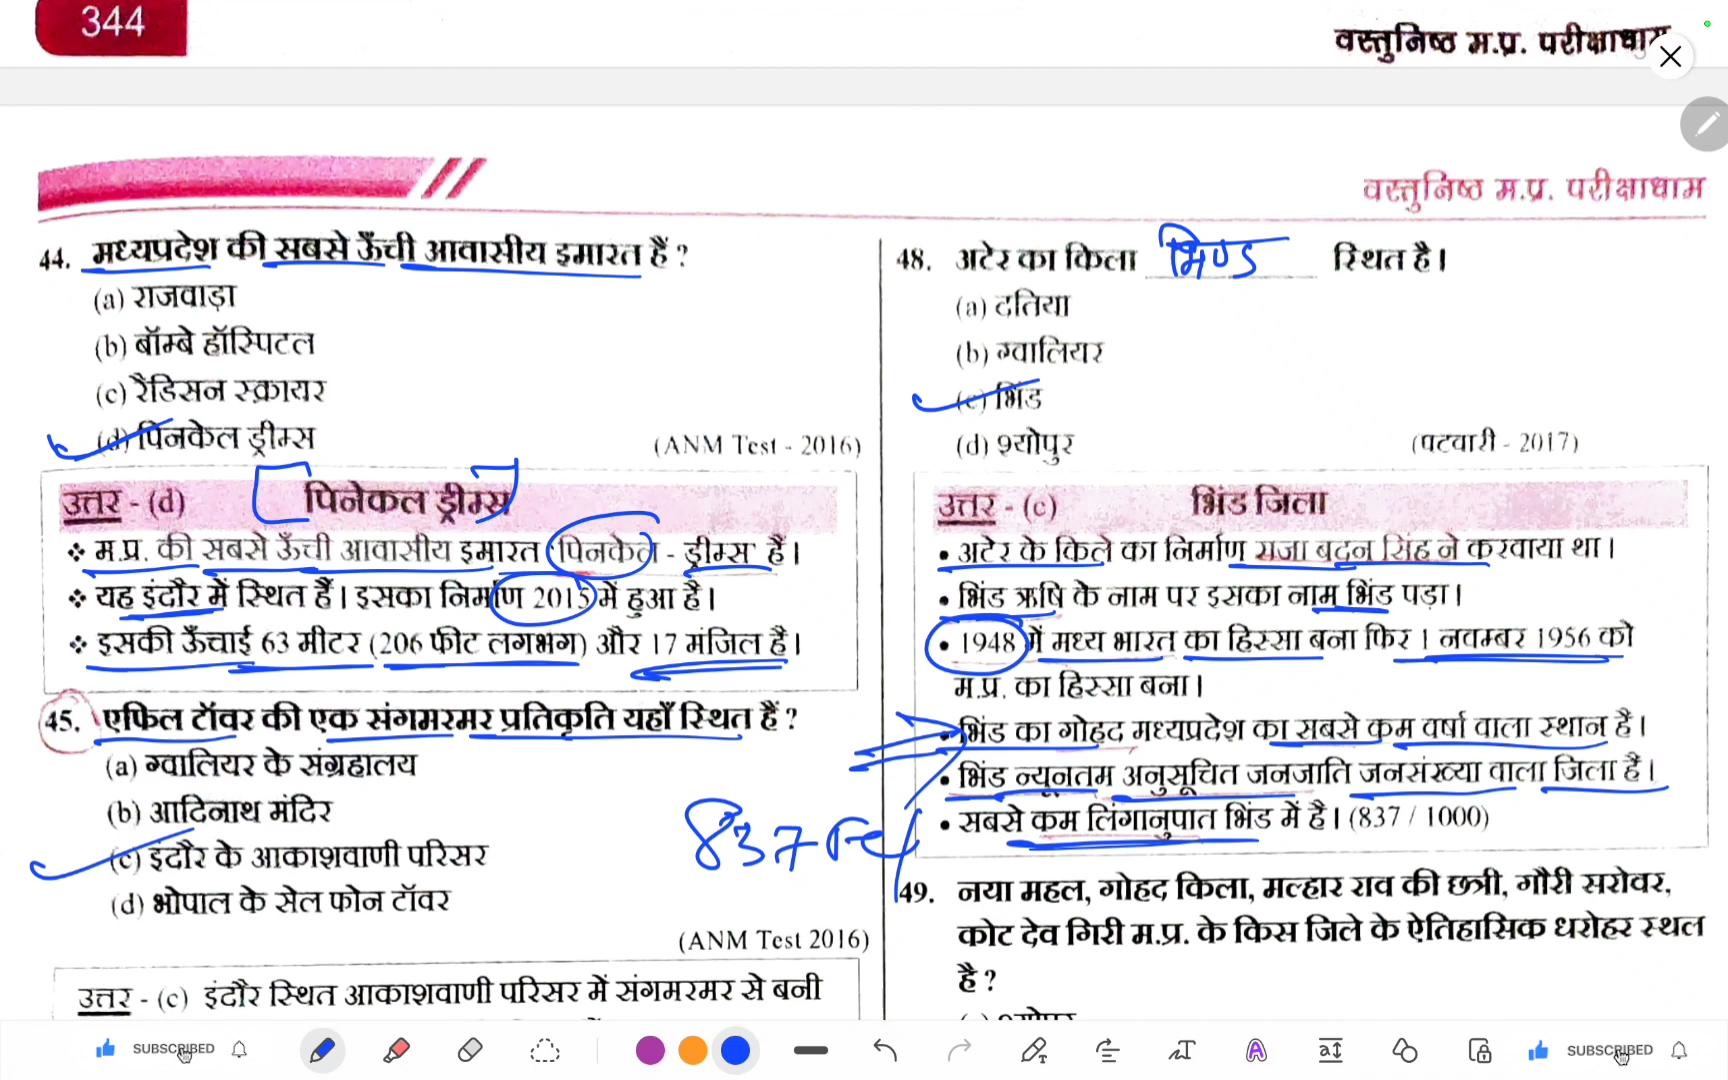 344
वस्तुनिष्ठ म.प्र. परीक्षाधाम
वस्तुनिष्ठ म.प्र. परीक्षाधाम
44. मध्यप्रदेश की सबसे ऊँची आवासीय इमारत हैं ?
(a) राजवाड़ा
(b) बॉम्बे हॉस्पिटल
(c) रैडिसन स्क्वायर
(d) पिनकेल ड्रीम्स
(ANM Test - 2016)
उत्तर - (d) पिनेकल ड्रीम्स
❖ म.प्र. की सबसे ऊँची आवासीय इमारत 'पिनकेल - ड्रीम्स' है।
❖ यह इंदौर में स्थित हैं। इसका निर्माण 2015 में हुआ है।
❖ इसकी ऊँचाई 63 मीटर (206 फीट लगभग) और 17 मंजिल है।
45. एफिल टॉवर की एक संगमरमर प्रतिकृति यहाँ स्थित हैं ?
(a) ग्वालियर के संग्रहालय
(b) आदिनाथ मंदिर
(c) इंदौर के आकाशवाणी परिसर
(d) भोपाल के सेल फोन टॉवर
(ANM Test 2016)
उत्तर - (c) इंदौर स्थित आकाशवाणी परिसर में संगमरमर से बनी
837 Fe
48. अटेर का किला भिण्ड स्थित है।
(a) दतिया
(b) ग्वालियर
(c) भिंड
(d) श्योपुर
(पटवारी - 2017)
उत्तर - (c) भिंड जिला
• अटेर के किले का निर्माण राजा बदन सिंह ने करवाया था।
• भिंड ऋषि के नाम पर इसका नाम भिंड पड़ा।
• 1948 में मध्य भारत का हिस्सा बना फिर 1 नवम्बर 1956 को
म.प्र. का हिस्सा बना।
• भिंड का गोहद मध्यप्रदेश का सबसे कम वर्षा वाला स्थान है।
• भिंड न्यूनतम अनुसूचित जनजाति जनसंख्या वाला जिला है।
• सबसे कम लिंगानुपात भिंड में है। (837 / 1000)
49. नया महल, गोहद किला, मल्हार राव की छत्री, गौरी सरोवर,
कोट देव गिरी म.प्र. के किस जिले के ऐतिहासिक धरोहर स्थल
है ?
SUBSCRIBED
SUBSCRIBED